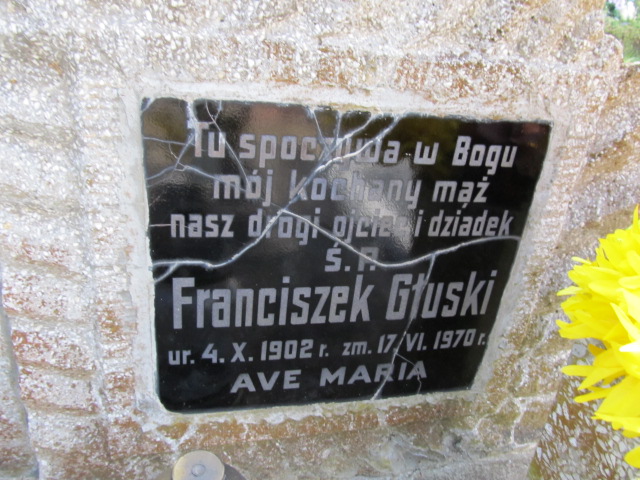 Tu spoczywa w Bogu
mój kochany mąż
nasz drogi ojciec i dziadek
Ś. P.
Franciszek Głuski
ur. 4. X. 1902 r. zm. 17. VI. 1970 r.
AVE MARIA